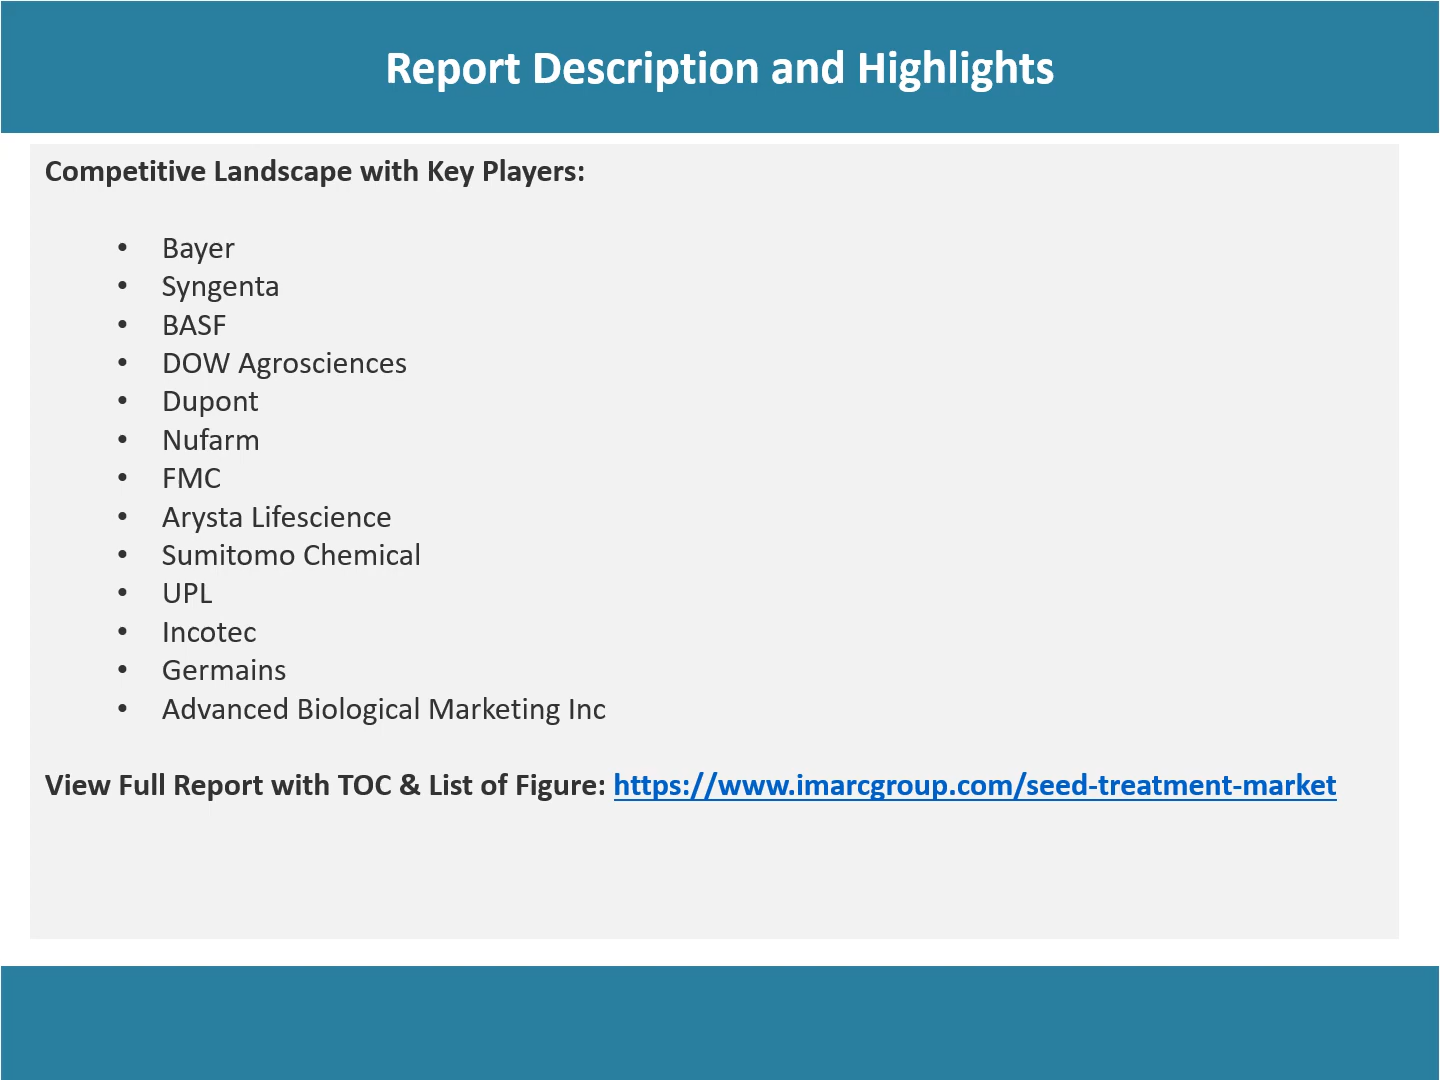 Report Description and Highlights
Competitive Landscape with Key Players:
• Bayer
• Syngenta
• BASF
• DOW Agrosciences
• Dupont
• Nufarm
• FMC
• Arysta Lifescience
• Sumitomo Chemical
• UPL
• Incotec
• Germains
• Advanced Biological Marketing Inc
View Full Report with TOC & List of Figure: https://www.imarcgroup.com/seed-treatment-market